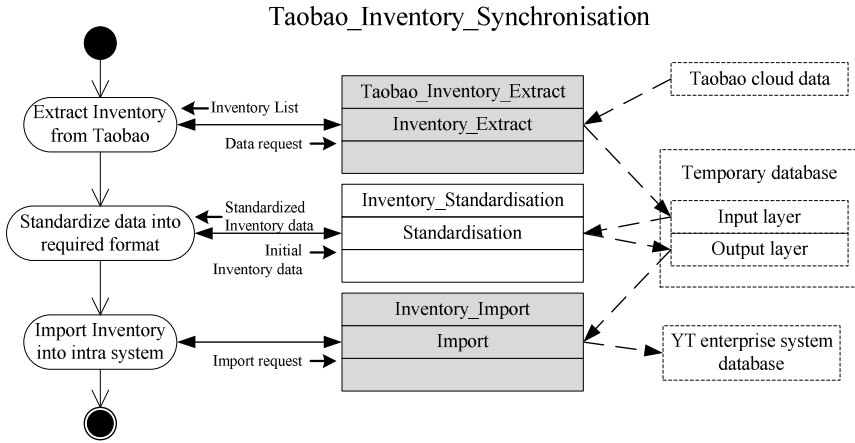 Taobao_Inventory_Synchronisation
Extract Inventory
from Taobao
Inventory List
Data request
Taobao_Inventory_Extract
Inventory_Extract
Taobao cloud data
Standardize data into
required format
Standardized
Inventory data
Initial
Inventory data
Inventory_Standardisation
Standardisation
Temporary database
Input layer
Output layer
Import Inventory
into intra system
Import request
Inventory_Import
Import
YT enterprise system
database